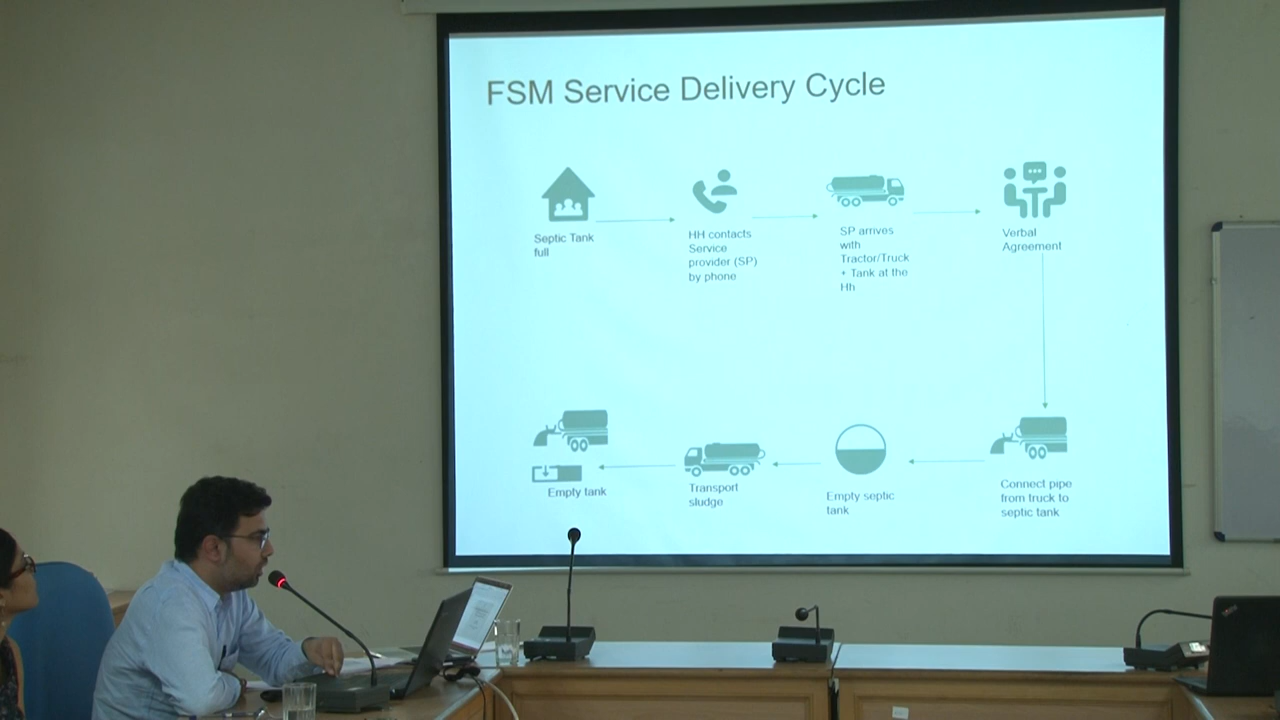 FSM Service Delivery Cycle
Septic Tank
full
HH contacts
Service
provider (SP)
by phone
SP arrives
with
Tractor/Truck
+ Tank at the
Hh
Verbal
Agreement
Connect pipe
from truck to
septic tank
Empty septic
tank
Transport
sludge
Empty tank